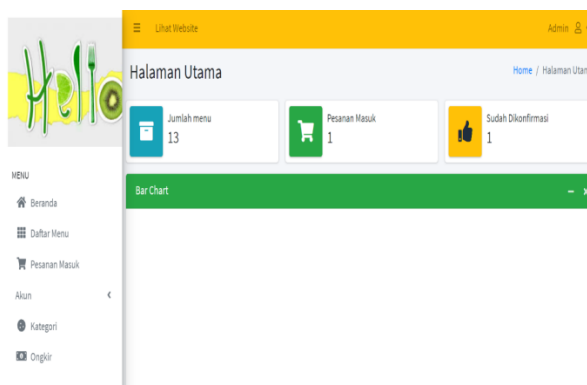 Hello
MENU
Beranda
Daftar Menu
Pesanan Masuk
Akun
Kategori
Ongkir
Lihat Website
Admin
Halaman Utama
Home / Halaman Utam
Jumlah menu
13
Pesanan Masuk
1
Sudah Dikonfirmasi
1
Bar Chart